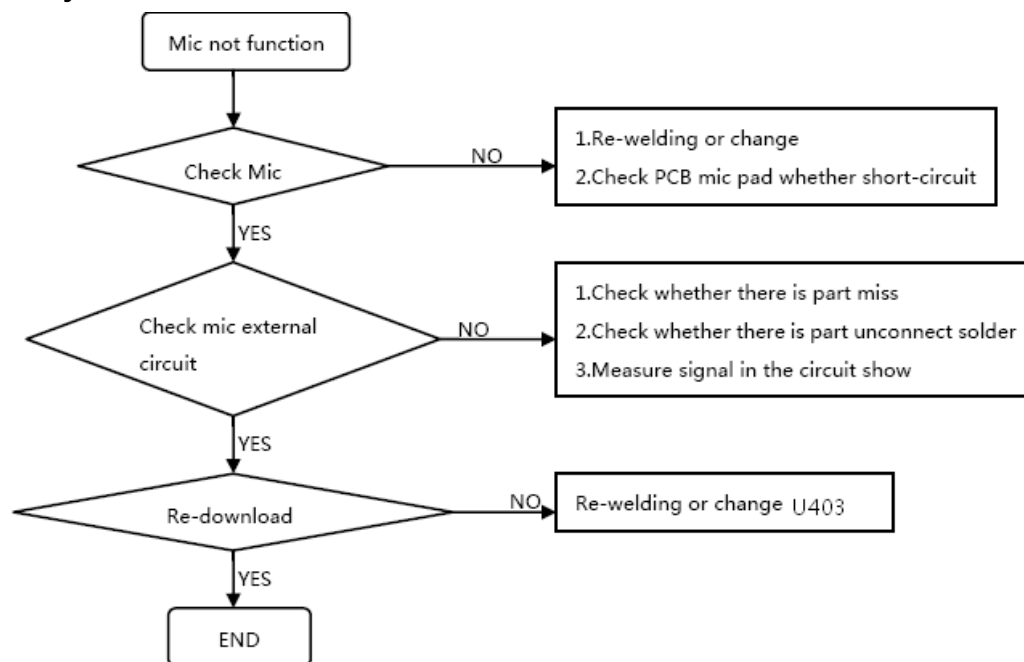 Mic not function
Check Mic
NO
1.Re-welding or change
2.Check PCB mic pad whether short-circuit
YES
Check mic external
circuit
NO
1.Check whether there is part miss
2.Check whether there is part unconnect solder
3.Measure signal in the circuit show
YES
Re-download
NO
Re-welding or change U403
YES
END